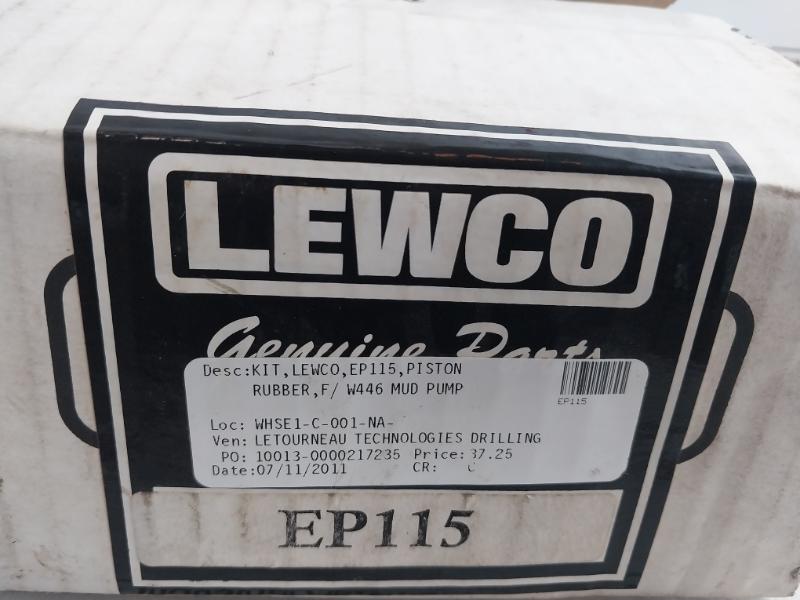 LEWCO
Genuine Parts
Desc:KIT,LEWCO,EP115,PISTON
RUBBER,F/ W446 MUD PUMP
EP115
Loc: WHSE1-C-001-NA-
Ven: LETOURNEAU TECHNOLOGIES DRILLING
PO: 10013-0000217235 Price: 37.25
Date:07/11/2011 CR:
EP115